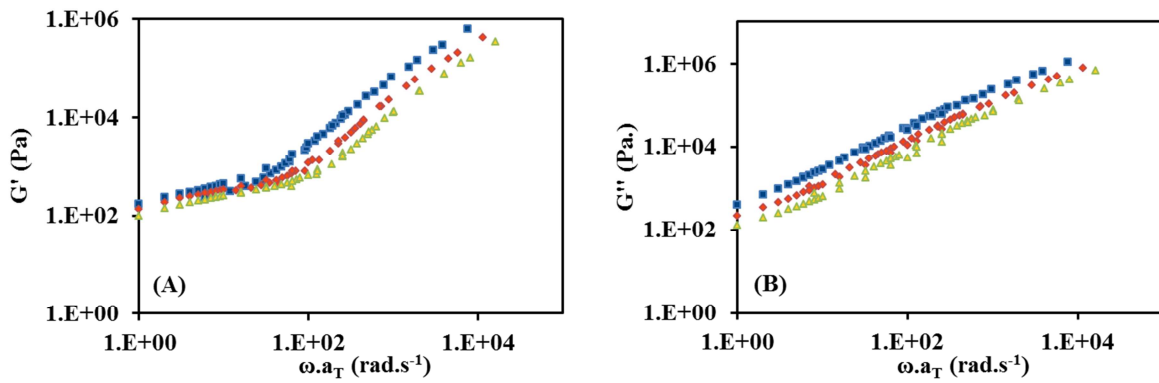 1.E+06
1.E+04
1.E+02
1.E+00
G' (Pa)
(A)
1.E+00 1.E+02 1.E+04
ω.aT (rad.s-1)
1.E+06
1.E+04
1.E+02
1.E+00
G'' (Pa.)
(B)
1.E+00 1.E+02 1.E+04
ω.aT (rad.s-1)